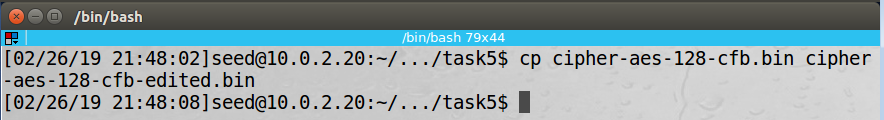 /bin/bash
/bin/bash 79x44
[02/26/19 21:48:02]seed@10.0.2.20:~/.../task5$ cp cipher-aes-128-cfb.bin cipher
-aes-128-cfb-edited.bin
[02/26/19 21:48:08]seed@10.0.2.20:~/.../task5$